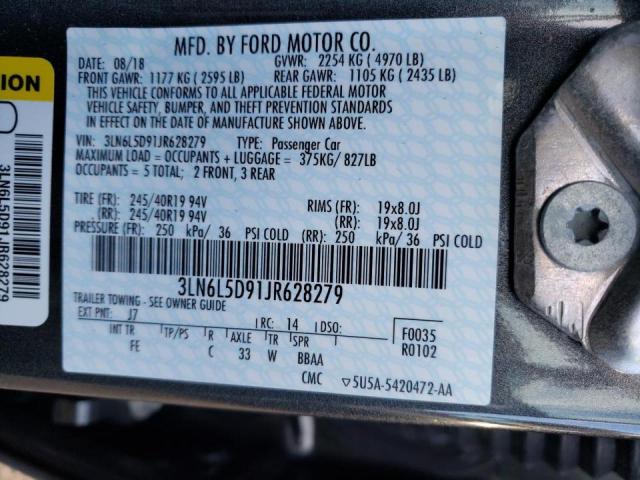 MFD. BY FORD MOTOR CO.
DATE: 08/18 GVWR: 2254 KG ( 4970 LB)
FRONT GAWR: 1177 KG ( 2595 LB) REAR GAWR: 1105 KG ( 2435 LB)
THIS VEHICLE CONFORMS TO ALL APPLICABLE FEDERAL MOTOR
VEHICLE SAFETY, BUMPER, AND THEFT PREVENTION STANDARDS
IN EFFECT ON THE DATE OF MANUFACTURE SHOWN ABOVE.
VIN: 3LN6L5D91JR628279 TYPE: Passenger Car
MAXIMUM LOAD = OCCUPANTS + LUGGAGE = 375KG/ 827LB
OCCUPANTS = 5 TOTAL; 2 FRONT, 3 REAR
TIRE (FR): 245/40R19 94V RIMS (FR): 19x8.0J
(RR): 245/40R19 94V (RR): 19x8.0J
PRESSURE (FR): 250 kPa/ 36 PSI COLD (RR): 250 kPa/ 36 PSI COLD
3LN6L5D91JR628279
TRAILER TOWING - SEE OWNER GUIDE
EXT PNT: J7 RC: 14 DSO: F0035
INT TR TP/PS R AXLE TR SPR R0102
FE C 33 W BBAA
CMC 5U5A-5420472-AA
ION
3LN6L5D91JR628279